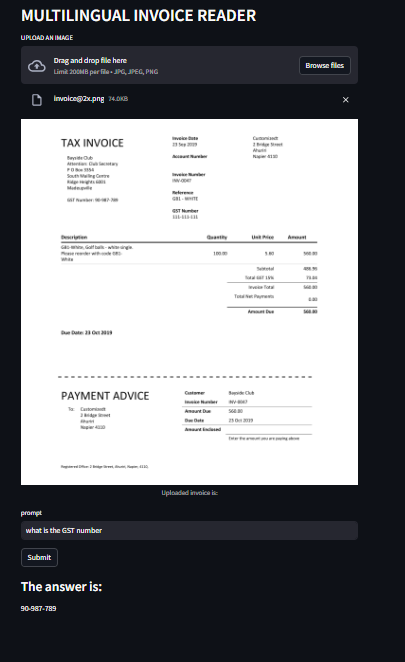 MULTILINGUAL INVOICE READER
UPLOAD AN IMAGE
Drag and drop file here
Limit 200MB per file • JPG, JPEG, PNG
Browse files
invoice@2x.png 74.0KB
TAX INVOICE
Bayside Club
Attention: Club Secretary
P O Box 3354
South Mailing Centre
Ridge Heights 6001
Madeupville
GST Number: 90-987-789
Invoice Date
23 Sep 2019
Account Number
Invoice Number
INV-0047
Reference
GB1 - WHITE
GST Number
111-111-111
Customizedt
2 Bridge Street
Ahuriri
Napier 4110
Description Quantity Unit Price Amount
GB1-White, Golf balls - white single.
Please reorder with code GB1-
White
100.00 5.60 560.00
Subtotal 486.96
Total GST 15% 73.04
Invoice Total 560.00
Total Net Payments 0.00
Amount Due 560.00
Due Date: 23 Oct 2019
PAYMENT ADVICE
To: Customizedt
2 Bridge Street
Ahuriri
Napier 4110
Customer Bayside Club
Invoice Number INV-0047
Amount Due 560.00
Due Date 23 Oct 2019
Amount Enclosed
Enter the amount you are paying above
Registered Office: 2 Bridge Street, Ahuriri, Napier, 4110,
Uploaded invoice is:
prompt
what is the GST number
Submit
The answer is:
90-987-789